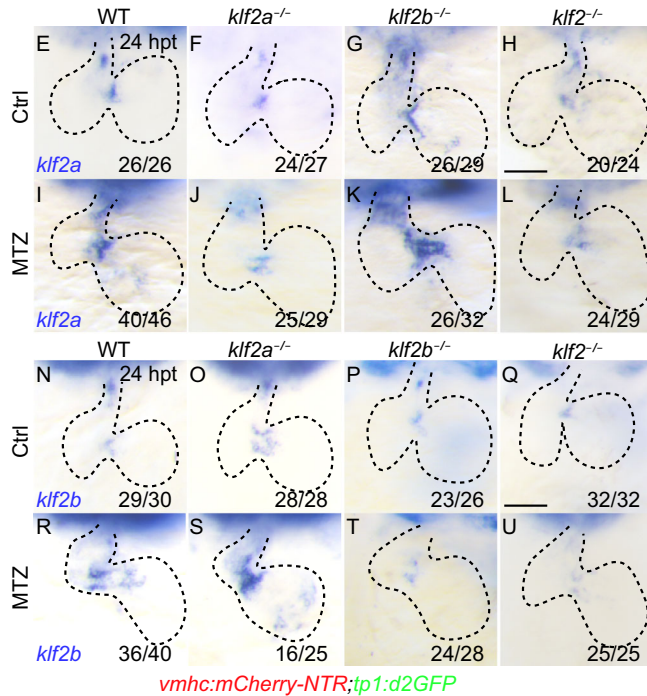 WT klf2a−/− klf2b−/− klf2−/−
E 24 hpt F G H
Ctrl
klf2a 26/26 24/27 26/29 20/24
I J K L
MTZ
klf2a 40/46 25/29 26/32 24/29
WT klf2a−/− klf2b−/− klf2−/−
N 24 hpt O P Q
Ctrl
klf2b 29/30 28/28 23/26 32/32
R S T U
MTZ
klf2b 36/40 16/25 24/28 25/25
vmhc:mCherry-NTR;tp1:d2GFP